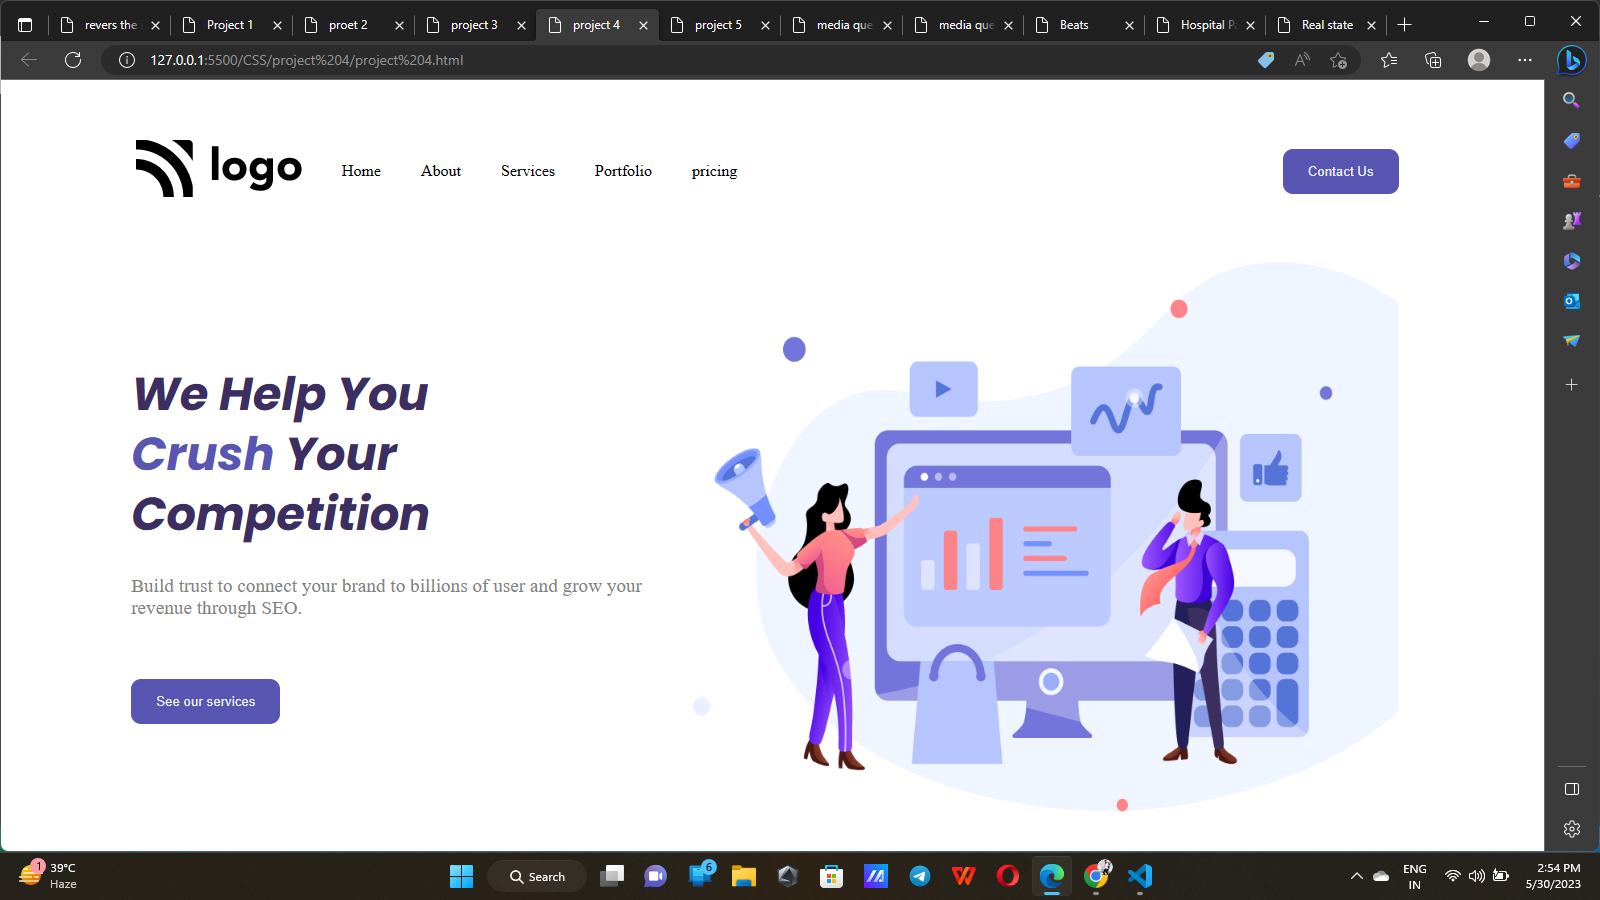 revers the
Project 1
proet 2
project 3
project 4
project 5
media que
media que
Beats
Hospital P
Real state
127.0.0.1:5500/CSS/project%204/project%204.html
logo
Home
About
Services
Portfolio
pricing
Contact Us
We Help You
Crush Your
Competition
Build trust to connect your brand to billions of user and grow your
revenue through SEO.
See our services
1
39°C
Haze
Search
6
ENG
IN
2:54 PM
5/30/2023